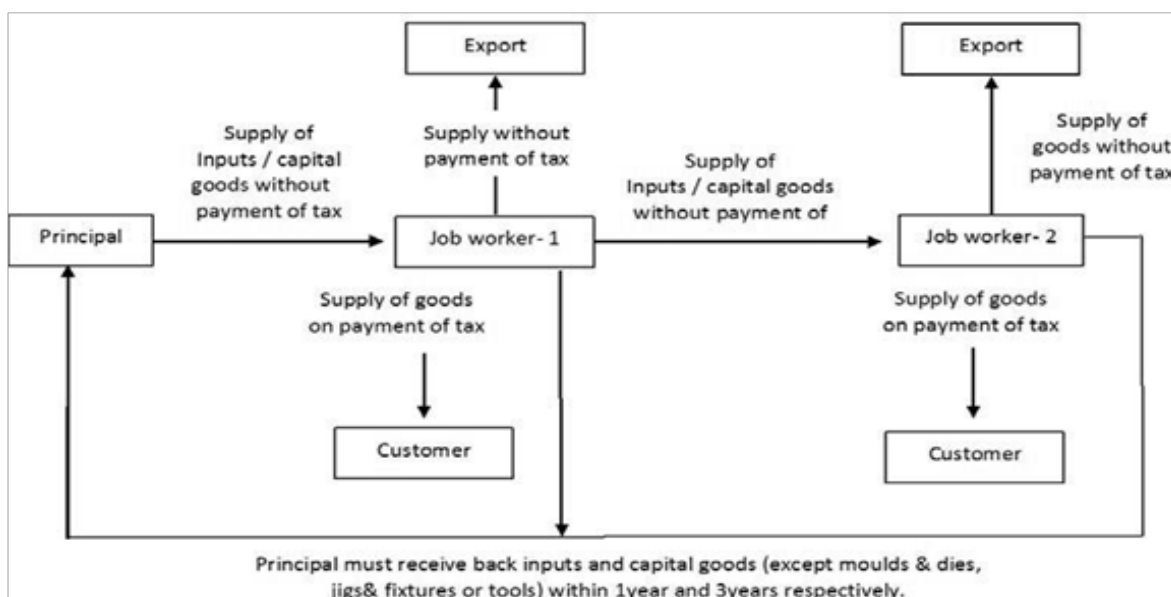 Export
Export
Supply of
Inputs / capital
goods without
payment of tax
Supply without
payment of tax
Supply of
Inputs / capital goods
without payment of
Supply of
goods without
payment of tax
Principal
Job worker- 1
Job worker- 2
Supply of goods
on payment of tax
Supply of goods
on payment of tax
Customer
Customer
Principal must receive back inputs and capital goods (except moulds & dies,
jigs& fixtures or tools) within 1year and 3years respectively.